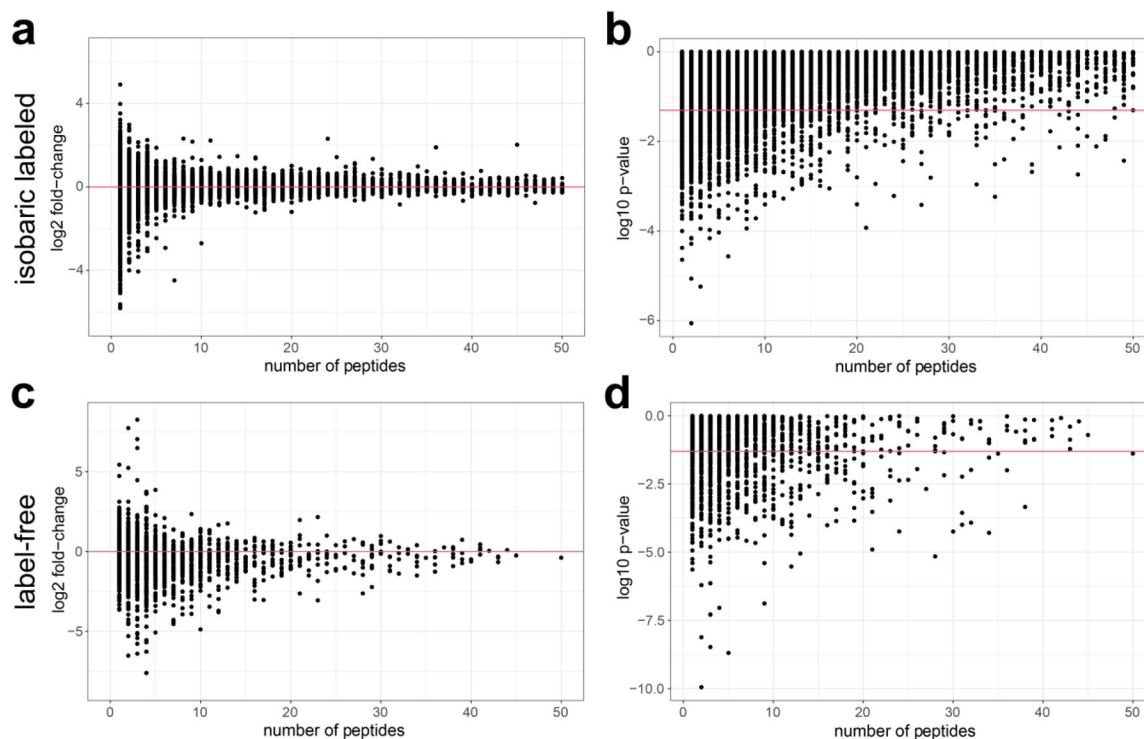 a
isobaric labeled
log2 fold−change
4
0
−4
0
10
20
30
40
50
number of peptides
b
log10 p−value
0
−2
−4
−6
0
10
20
30
40
50
number of peptides
c
label-free
log2 fold−change
5
0
−5
0
10
20
30
40
50
number of peptides
d
log10 p−value
0.0
−2.5
−5.0
−7.5
−10.0
0
10
20
30
40
50
number of peptides